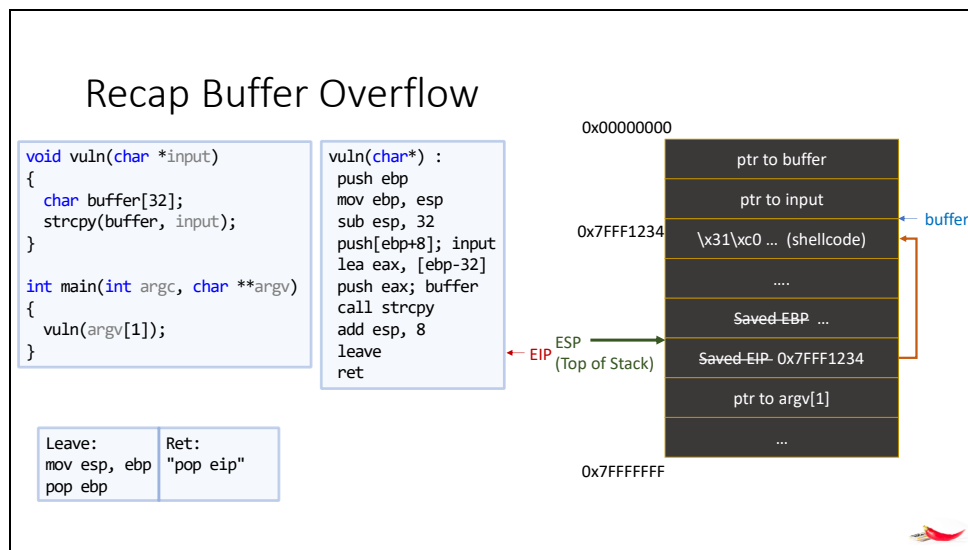 Recap Buffer Overflow
void vuln(char *input)
{
  char buffer[32];
  strcpy(buffer, input);
}

int main(int argc, char **argv)
{
  vuln(argv[1]);
}
vuln(char*) :
 push ebp
 mov ebp, esp
 sub esp, 32
 push[ebp+8]; input
 lea eax, [ebp-32]
 push eax; buffer
 call strcpy
 add esp, 8
 leave
 ret
Leave:
mov esp, ebp
pop ebp
Ret:
"pop eip"
EIP
ESP
(Top of Stack)
0x00000000
ptr to buffer
ptr to input
buffer
0x7FFF1234
\x31\xc0 ... (shellcode)
....
Saved EBP ...
Saved EIP 0x7FFF1234
ptr to argv[1]
...
0x7FFFFFFF